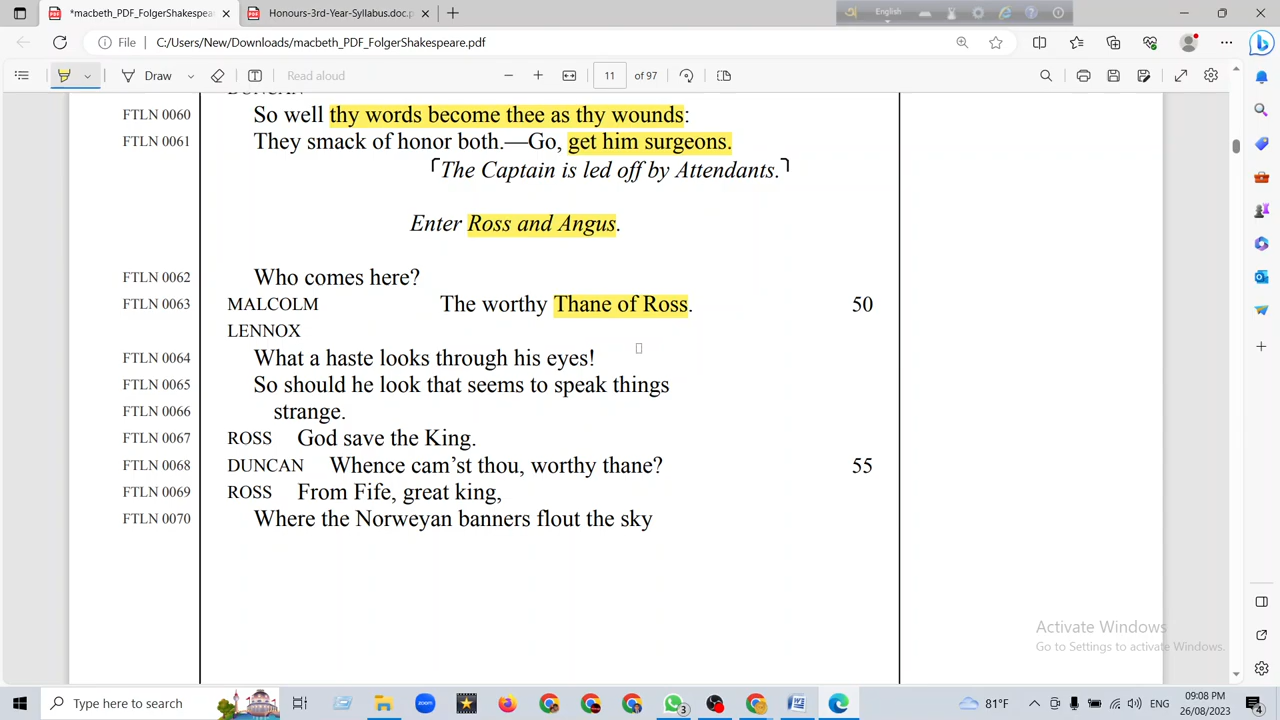 *macbeth_PDF_FolgerShakespea
Honours-3rd-Year-Syllabus.doc.p
English
File
C:/Users/New/Downloads/macbeth_PDF_FolgerShakespeare.pdf
Draw
Read aloud
11
of 97
DUNCAN
FTLN 0060 So well thy words become thee as thy wounds:
FTLN 0061 They smack of honor both.—Go, get him surgeons.
⌜The Captain is led off by Attendants.⌝
Enter Ross and Angus.
FTLN 0062 Who comes here?
FTLN 0063 MALCOLM The worthy Thane of Ross. 50
LENNOX
FTLN 0064 What a haste looks through his eyes!
FTLN 0065 So should he look that seems to speak things
FTLN 0066 strange.
FTLN 0067 ROSS God save the King.
FTLN 0068 DUNCAN Whence cam’st thou, worthy thane? 55
FTLN 0069 ROSS From Fife, great king,
FTLN 0070 Where the Norweyan banners flout the sky
Activate Windows
Go to Settings to activate Windows.
Type here to search
zoom
3
81°F
ENG
09:08 PM
26/08/2023
4